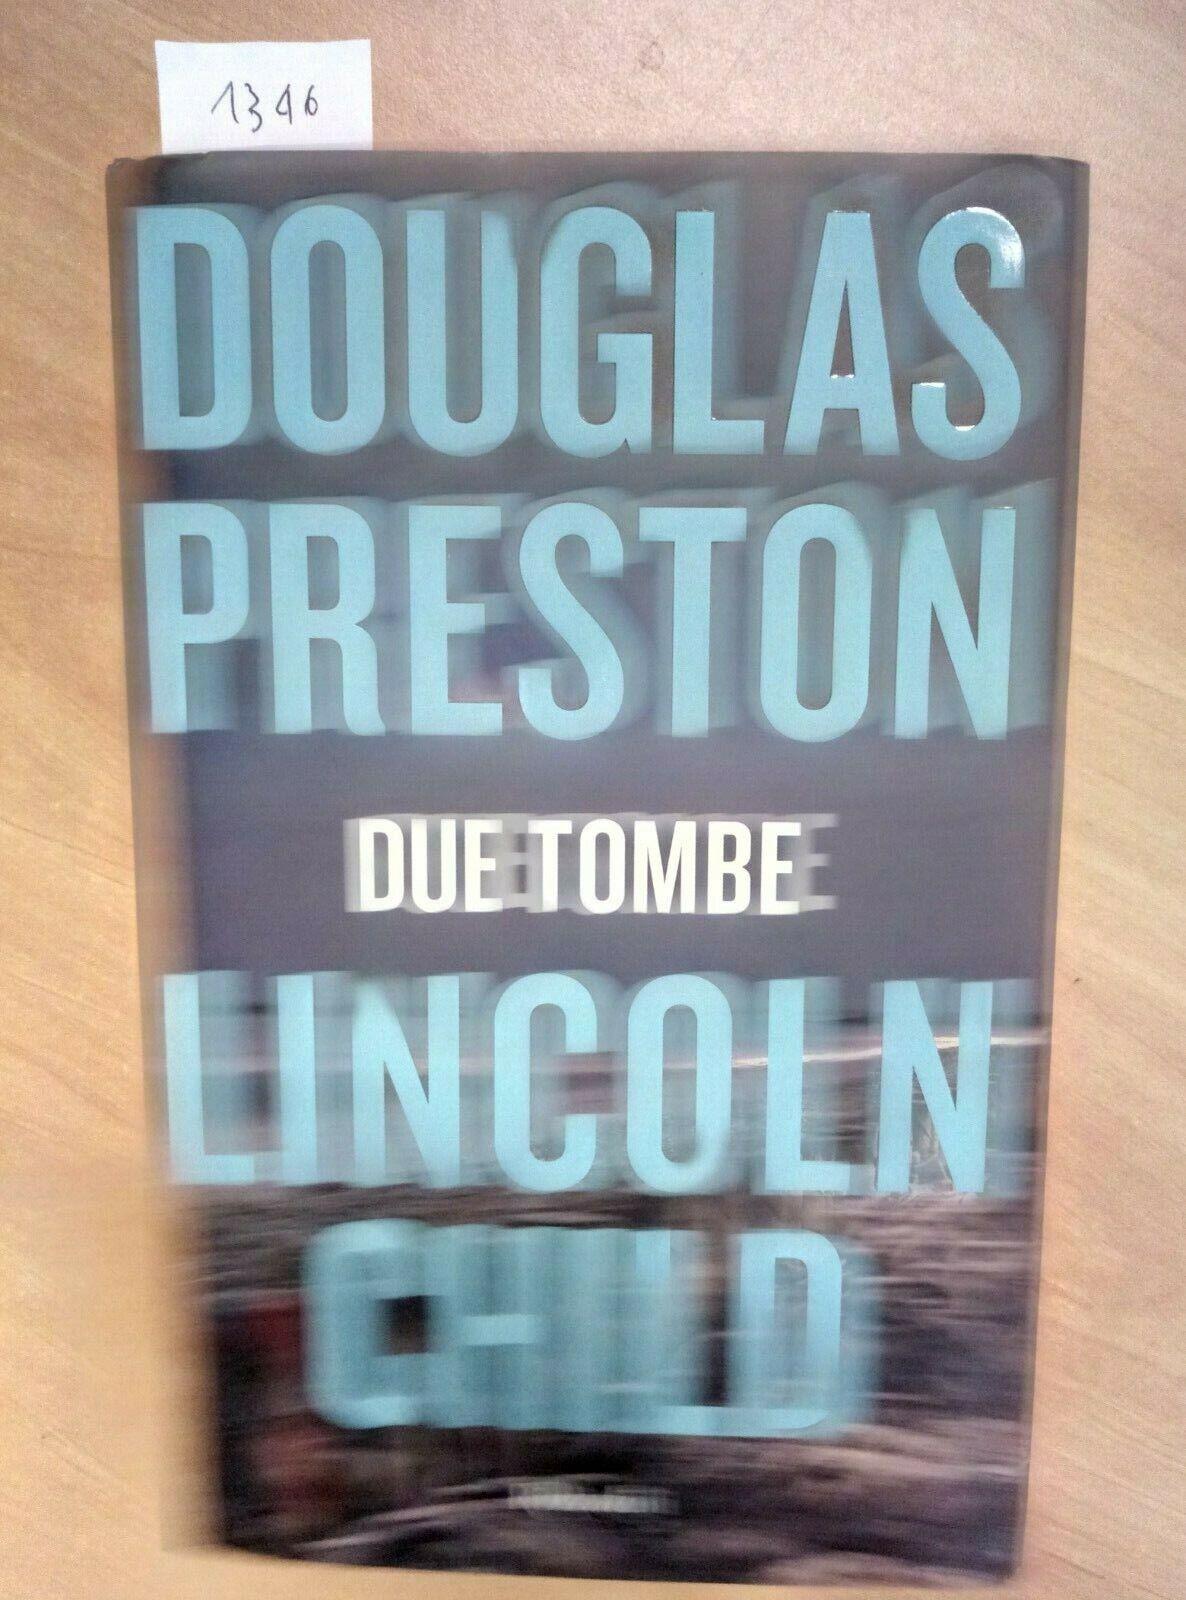 1346
DOUGLAS
PRESTON
DUE TOMBE
LINCOLN
CHILD